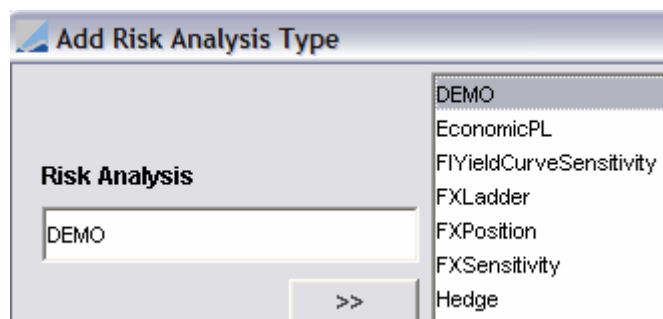 Add Risk Analysis Type
Risk Analysis
DEMO
>>
DEMO
EconomicPL
FIYieldCurveSensitivity
FXLadder
FXPosition
FXSensitivity
Hedge